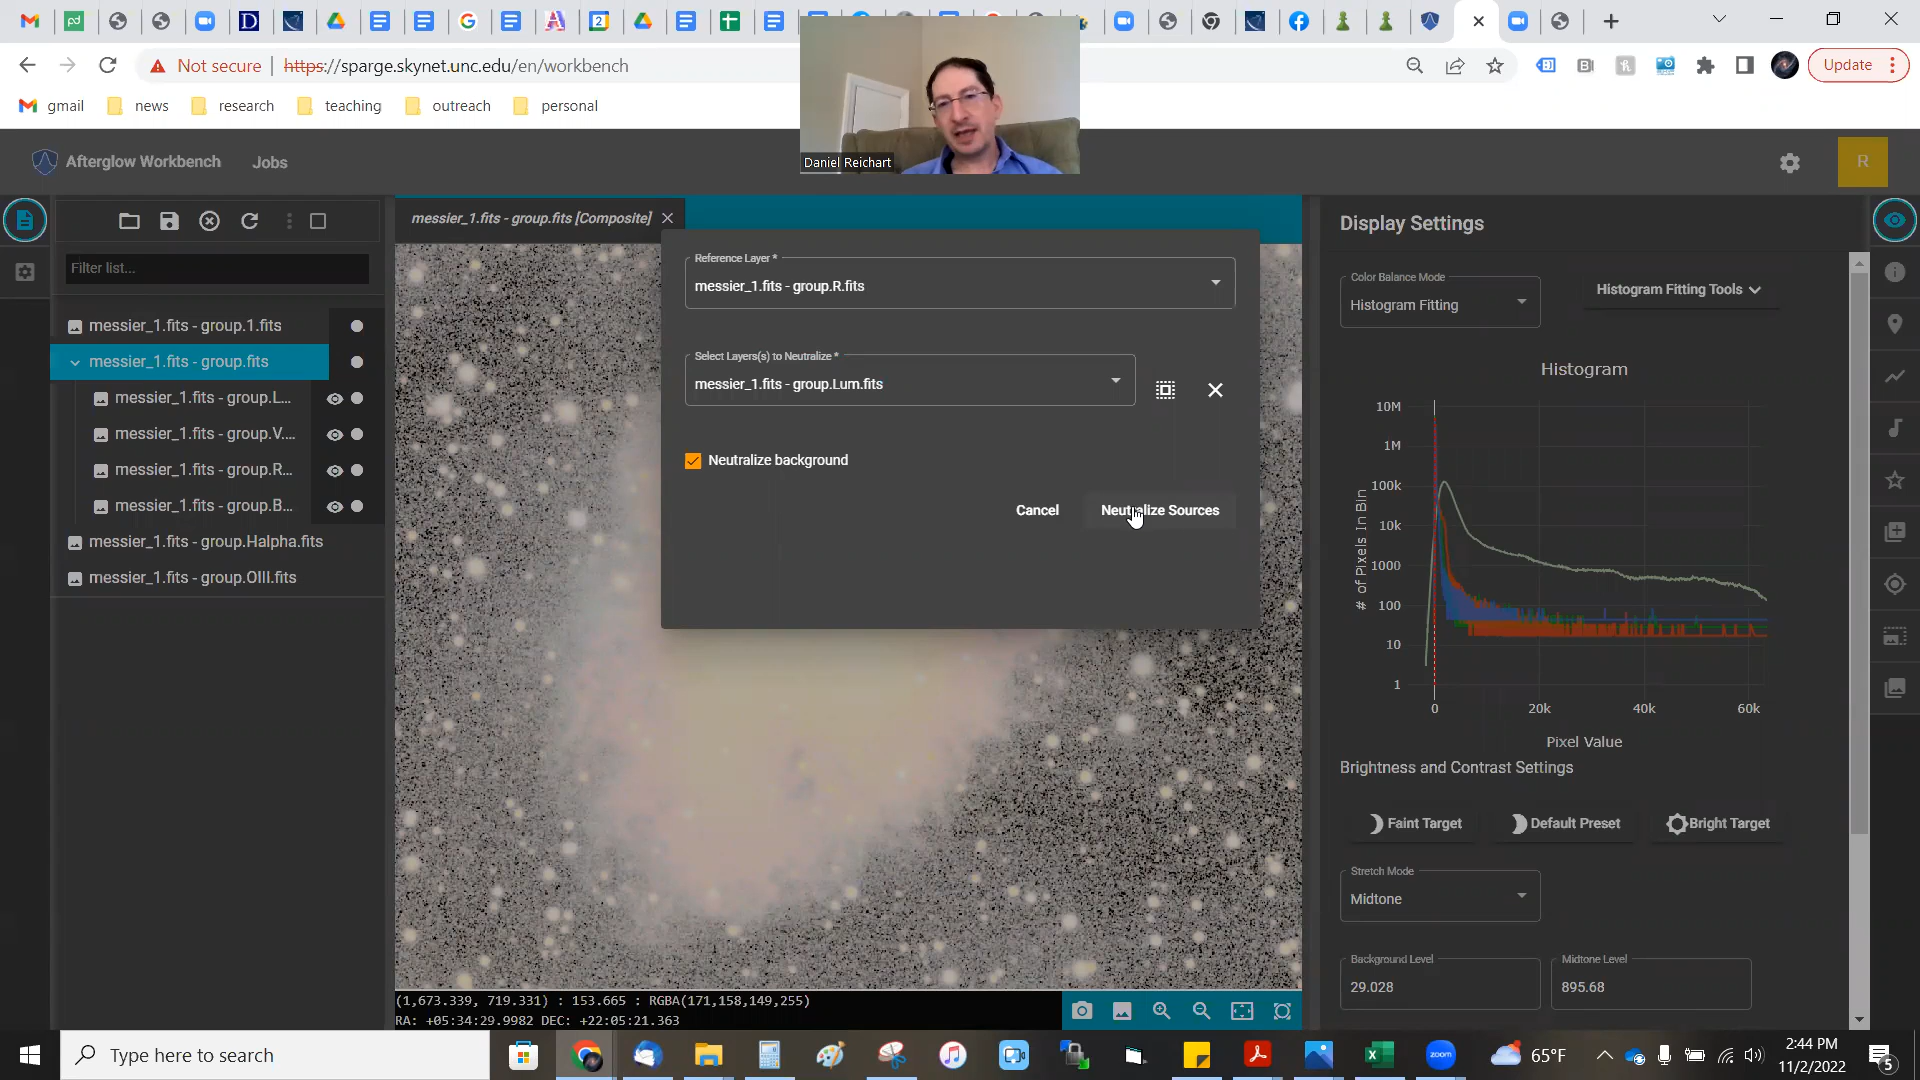 Not secure
https://sparge.skynet.unc.edu/en/workbench
Update
gmail
news
research
teaching
outreach
personal
Daniel Reichart
Afterglow Workbench
Jobs
R
messier_1.fits - group.fits [Composite]
Filter list...
messier_1.fits - group.1.fits
messier_1.fits - group.fits
messier_1.fits - group.L...
messier_1.fits - group.V....
messier_1.fits - group.R...
messier_1.fits - group.B...
messier_1.fits - group.Halpha.fits
messier_1.fits - group.OIII.fits
Reference Layer *
messier_1.fits - group.R.fits
Select Layers(s) to Neutralize *
messier_1.fits - group.Lum.fits
Neutralize background
Cancel
Neutralize Sources
(1,673.339, 719.331) : 153.665 : RGBA(171,158,149,255)
RA: +05:34:29.9982 DEC: +22:05:21.363
Display Settings
Color Balance Mode
Histogram Fitting
Histogram Fitting Tools
Histogram
10M
1M
100k
10k
1000
100
10
1
# of Pixels In Bin
0
20k
40k
60k
Pixel Value
Brightness and Contrast Settings
Faint Target
Default Preset
Bright Target
Stretch Mode
Midtone
Background Level
29.028
Midtone Level
895.68
Type here to search
zoom
65°F
2:44 PM
11/2/2022
5